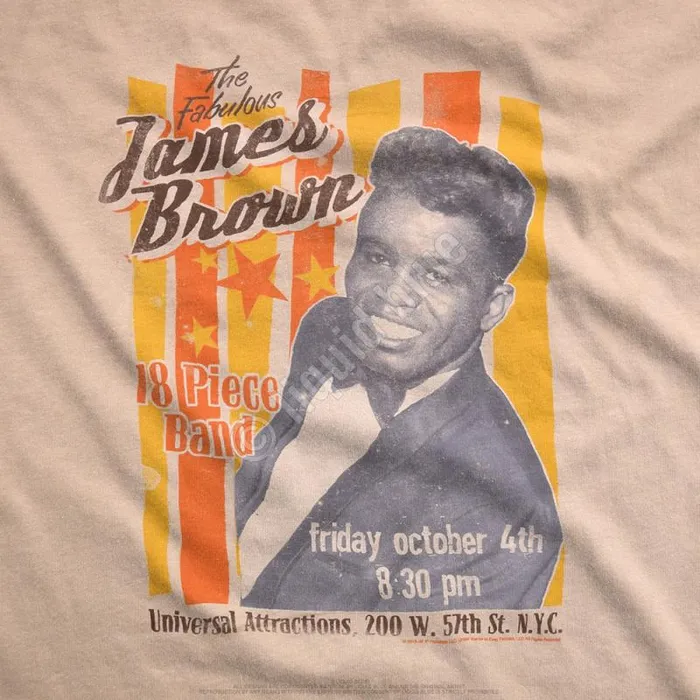 The
Fabulous
James
Brown
18 Piece
Band
friday october 4th
8:30 pm
Universal Attractions, 200 W. 57th St. N.Y.C.